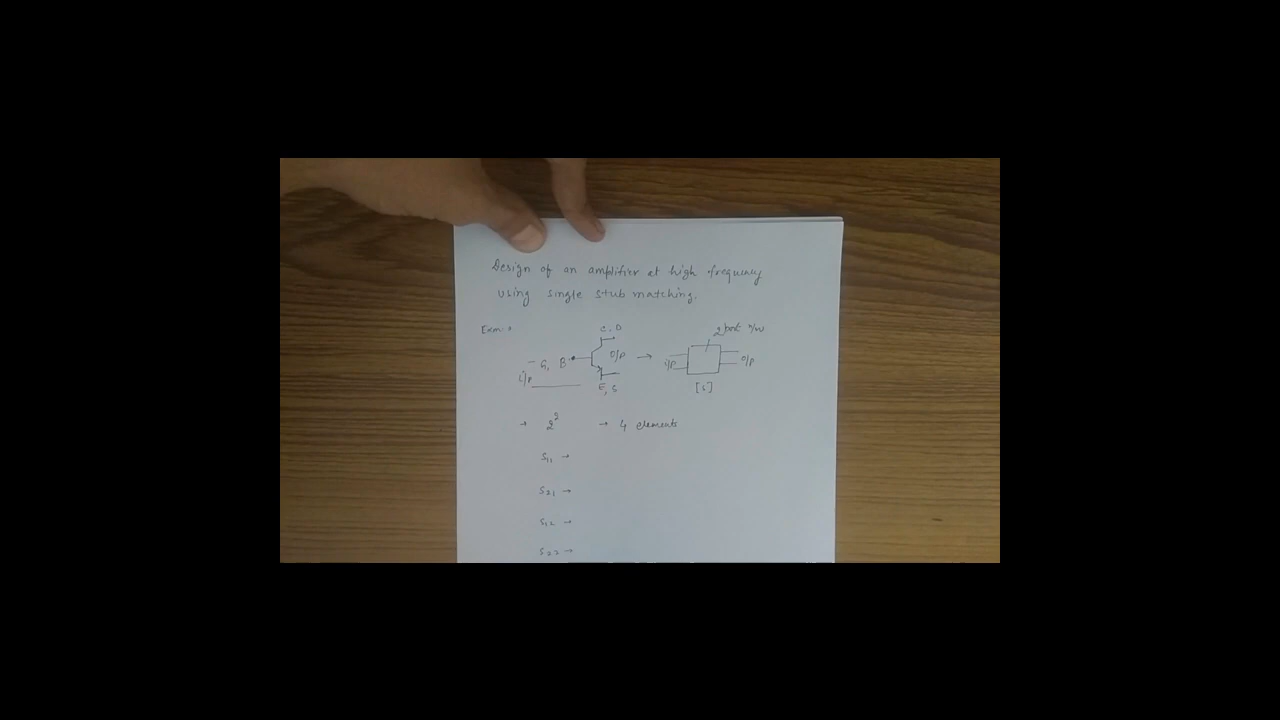 Design of an amplifier at high frequency
using single stub matching.
Exm:
C, D
2 port n/w
G, B
O/P
→
i/p
O/P
i/p
E, S
[S]
→ 2² → 4 elements
S11 →
S21 →
S12 →
S22 →